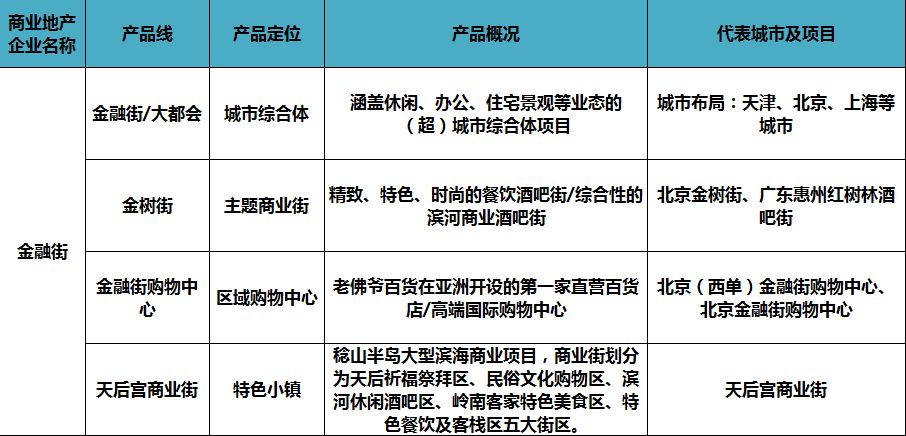 商业地产
企业名称
产品线
产品定位
产品概况
代表城市及项目
金融街
金融街/大都会
城市综合体
涵盖休闲、办公、住宅景观等业态的
（超）城市综合体项目
城市布局：天津、北京、上海等
城市
金树街
主题商业街
精致、特色、时尚的餐饮酒吧街/综合性的
滨河商业酒吧街
北京金树街、广东惠州红树林酒
吧街
金融街购物中
心
区域购物中心
老佛爷百货在亚洲开设的第一家直营百货
店/高端国际购物中心
北京（西单）金融街购物中心、
北京金融街购物中心
天后宫商业街
特色小镇
稔山半岛大型滨海商业项目，商业街划分
为天后祈福祭拜区、民俗文化购物区、滨
河休闲酒吧区、岭南客家特色美食区、特
色餐饮及客栈区五大街区。
天后宫商业街